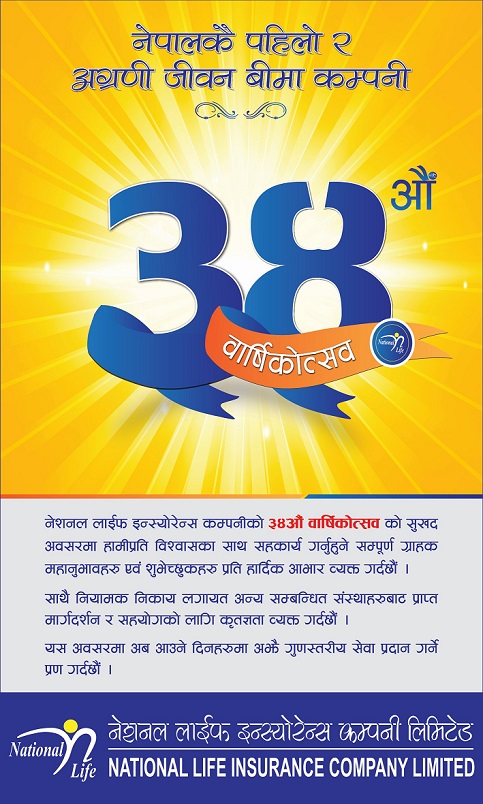 नेपालकै पहिलो र
अग्रणी जीवन बीमा कम्पनी
३४औं
वार्षिकोत्सव
National Life
नेशनल लाईफ इन्स्योरेन्स कम्पनीको ३४औं वार्षिकोत्सव को सुखद
अवसरमा हामीप्रति विश्वासका साथ सहकार्य गर्नुहुने सम्पूर्ण ग्राहक
महानुभावहरु एवं शुभेच्छुकहरु प्रति हार्दिक आभार व्यक्त गर्दछौं ।
साथै नियामक निकाय लगायत अन्य सम्बन्धित संस्थाहरुबाट प्राप्त
मार्गदर्शन र सहयोगको लागि कृतज्ञता व्यक्त गर्दछौं ।
यस अवसरमा अब आउने दिनहरुमा अझै गुणस्तरीय सेवा प्रदान गर्ने
प्रण गर्दछौं ।
National Life
नेशनल लाईफ इन्स्योरेन्स कम्पनी लिमिटेड
NATIONAL LIFE INSURANCE COMPANY LIMITED